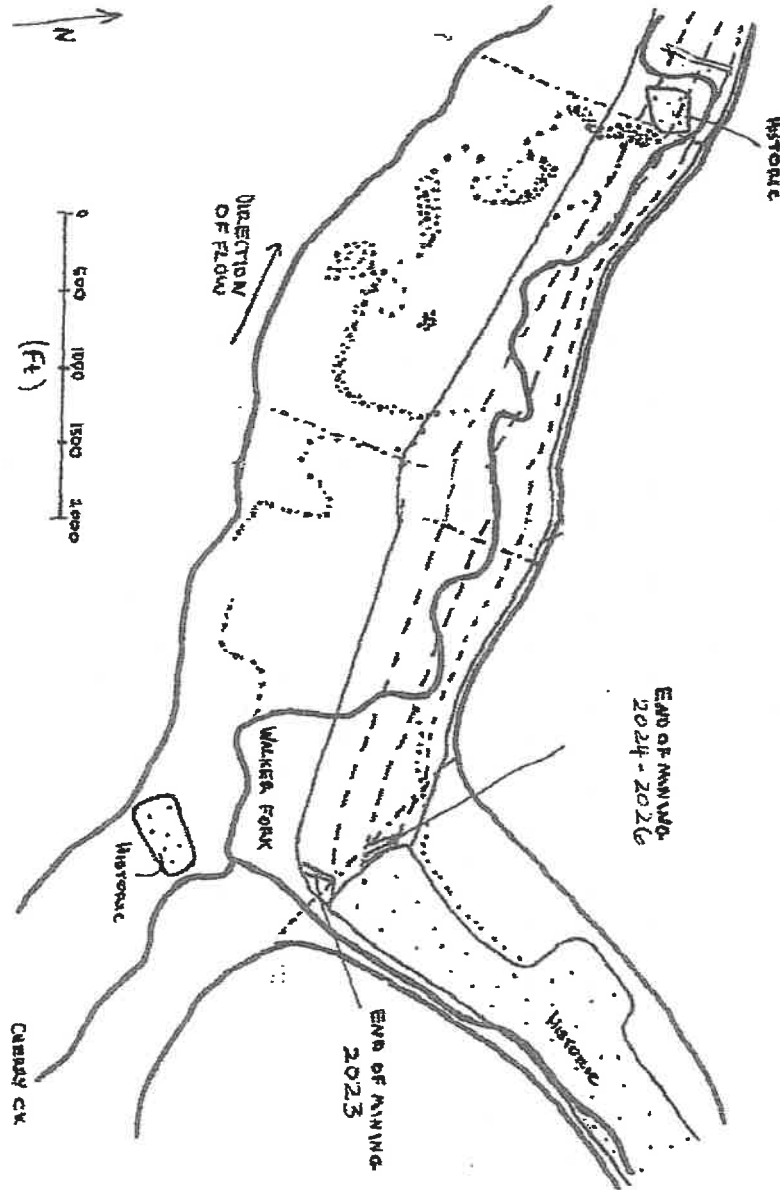 N
HISTORIC
DIRECTION
OF FLOW
0 500 1000 1500 2000
(Ft)
END OF MINING
2024-2026
WALKER FORK
HISTORIC
END OF MINING
2023
HISTORIC
CHERRY CK